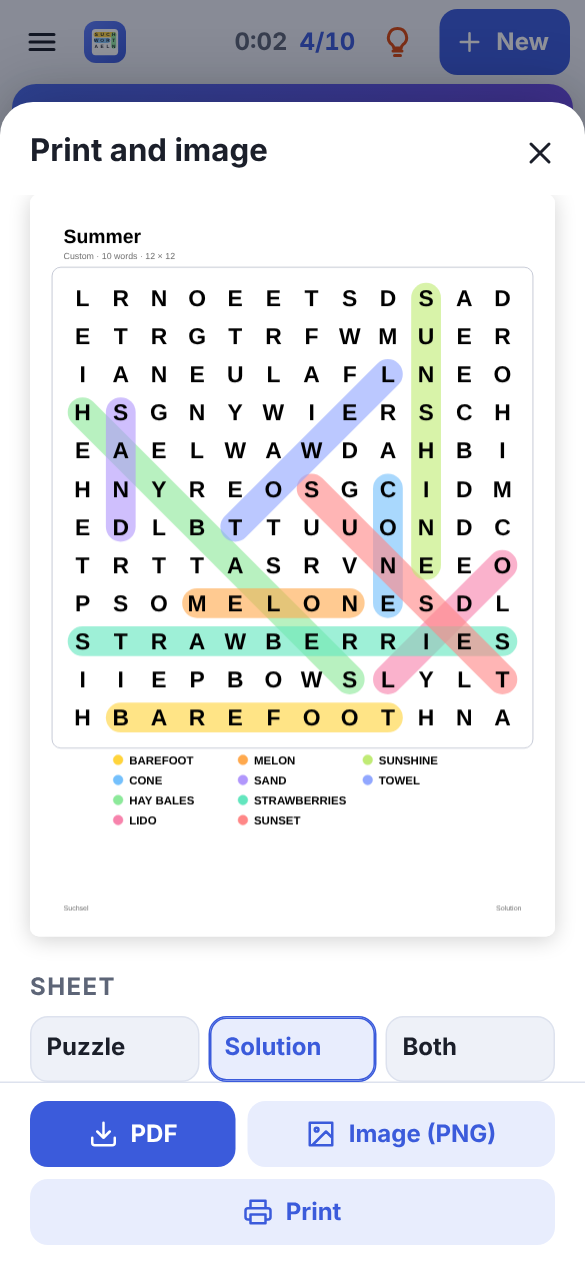 0:02 4/10 New
Print and image
Summer
Custom · 10 words · 12 × 12
L R N O E E T S D S A D
E T R G T R F W M U E R
I A N E U L A F L N E O
H S G N Y W I E R S C H
E A E L W A W D A H B I
H N Y R E O S G C I D M
E D L B T T U U O N D C
T R T T A S R V N E E O
P S O M E L O N E S D L
S T R A W B E R R I E S
I I E P B O W S L Y L T
H B A R E F O O T H N A
BAREFOOT MELON SUNSHINE
CONE SAND TOWEL
HAY BALES STRAWBERRIES
LIDO SUNSET
Suchsel Solution
SHEET
Puzzle Solution Both
PDF Image (PNG)
Print